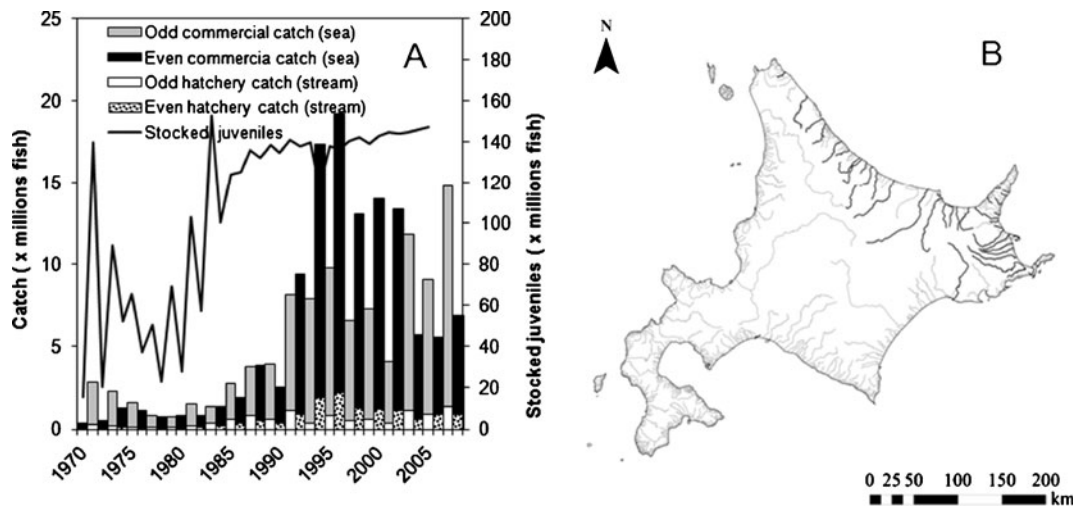 25
20
15
10
5
0
Catch ( x millions fish)
Odd commercial catch (sea)
Even commercia catch (sea)
Odd hatchery catch (stream)
Even hatchery catch (stream)
Stocked juveniles
A
200
180
160
140
120
100
80
60
40
20
0
Stocked juveniles ( x millions fish)
1970
1975
1980
1985
1990
1995
2000
2005
N
B
0 25 50 100 150 200
km